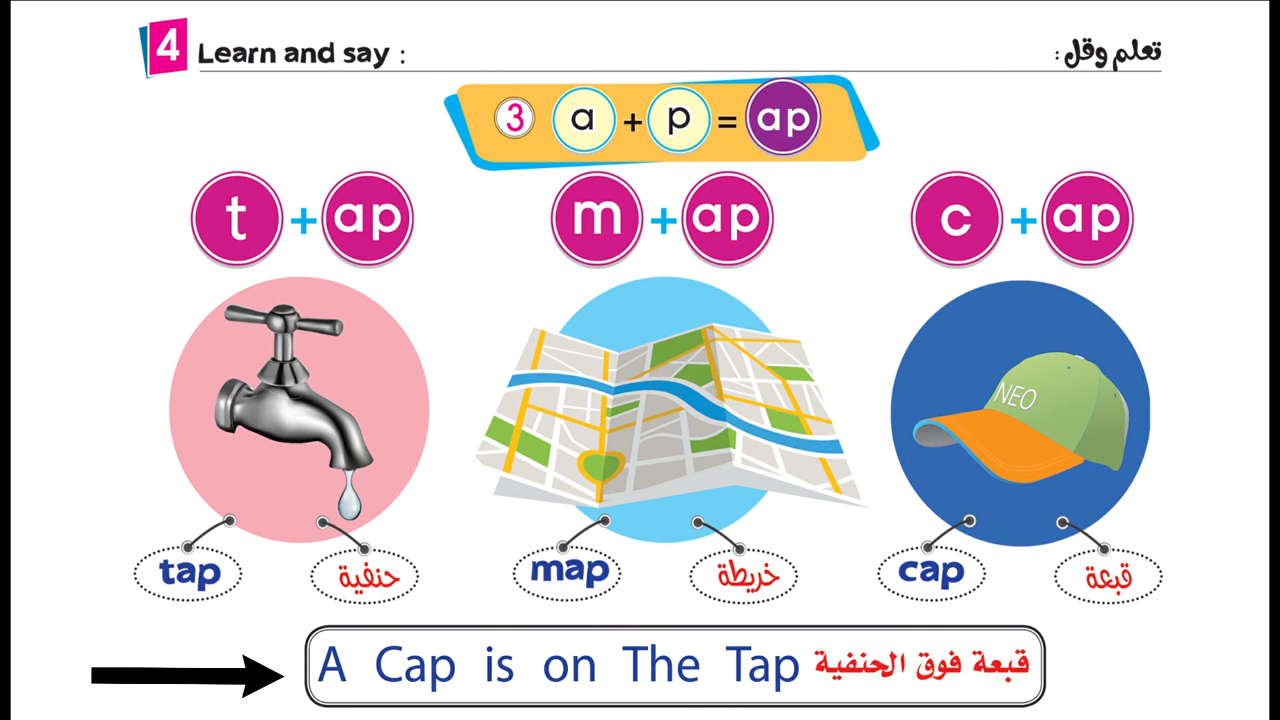 4 Learn and say : تعلم وقل :
3 a + p = ap
t + ap m + ap c + ap
NEO
tap حنفية map خريطة cap قبعة
A Cap is on The Tap قبعة فوق الحنفية